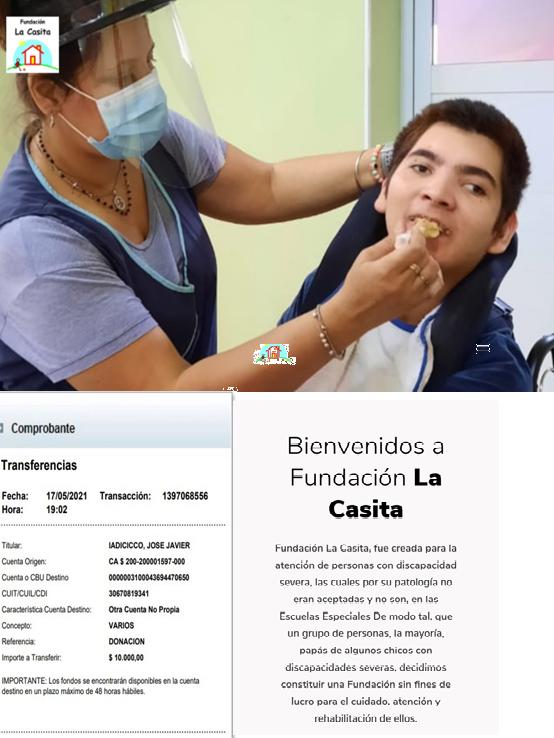 Fundación
La Casita
Comprobante
Transferencias
Fecha: 17/05/2021 Transacción: 1397068556
Hora: 19:02
Titular: IADICICCO, JOSE JAVIER
Cuenta Origen: CA $ 200-200001597-000
Cuenta o CBU Destino 0000003100043694470650
CUIT/CUIL/CDI 30670819341
Característica Cuenta Destino: Otra Cuenta No Propia
Concepto: VARIOS
Referencia: DONACION
Importe a Transferir: $ 10.000,00
IMPORTANTE: Los fondos se encontrarán disponibles en la cuenta
destino en un plazo máximo de 48 horas hábiles.
Bienvenidos a
Fundación La
Casita
Fundación La Casita, fue creada para la
atención de personas con discapacidad
severa, las cuales por su patología no
eran aceptadas y no son, en las
Escuelas Especiales De modo tal, que
un grupo de personas, la mayoría,
papás de algunos chicos con
discapacidades severas, decidimos
constituir una Fundación sin fines de
lucro para el cuidado, atención y
rehabilitación de ellos.